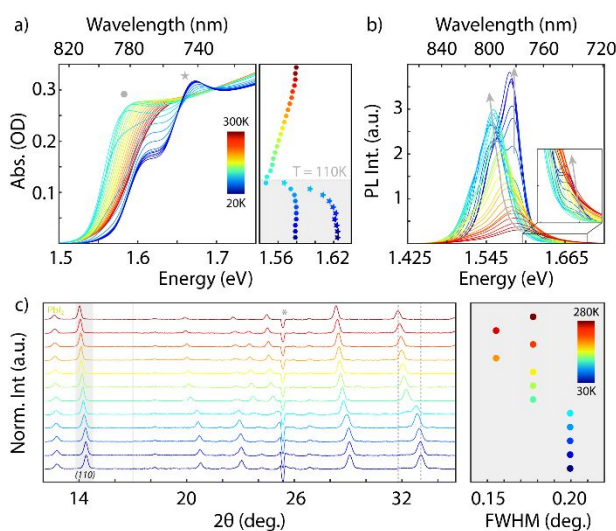 a)
Wavelength (nm)
820 780 740
Abs. (OD)
0.3
0.2
0.1
300K
20K
1.5 1.6 1.7
Energy (eV)
T = 110K
1.56 1.62
b)
Wavelength (nm)
840 800 760 720
PL Int. (a.u.)
3
2
1
1.425 1.545 1.665
Energy (eV)
c)
Norm. Int (a.u.)
PbI₂
*
(110)
14 20 26 32
2θ (deg.)
280K
30K
0.15 0.20
FWHM (deg.)